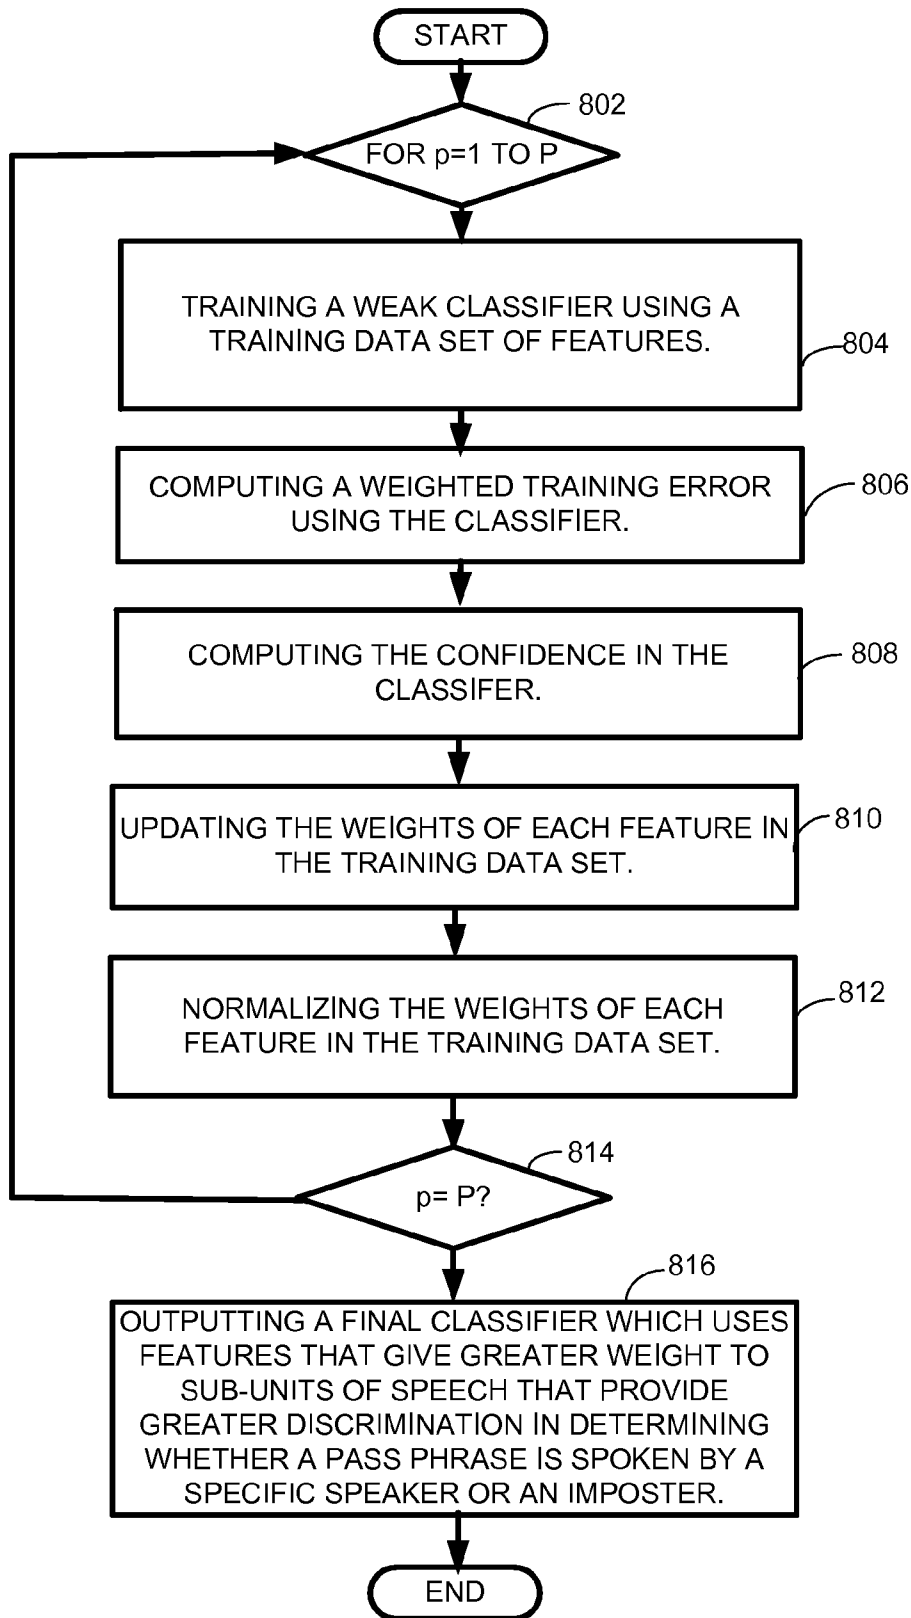 START
802
FOR p=1 TO P
TRAINING A WEAK CLASSIFIER USING A
TRAINING DATA SET OF FEATURES.
804
COMPUTING A WEIGHTED TRAINING ERROR
USING THE CLASSIFIER.
806
COMPUTING THE CONFIDENCE IN THE
CLASSIFER.
808
UPDATING THE WEIGHTS OF EACH FEATURE IN
THE TRAINING DATA SET.
810
NORMALIZING THE WEIGHTS OF EACH
FEATURE IN THE TRAINING DATA SET.
812
814
p= P?
816
OUTPUTTING A FINAL CLASSIFIER WHICH USES
FEATURES THAT GIVE GREATER WEIGHT TO
SUB-UNITS OF SPEECH THAT PROVIDE
GREATER DISCRIMINATION IN DETERMINING
WHETHER A PASS PHRASE IS SPOKEN BY A
SPECIFIC SPEAKER OR AN IMPOSTER.
END